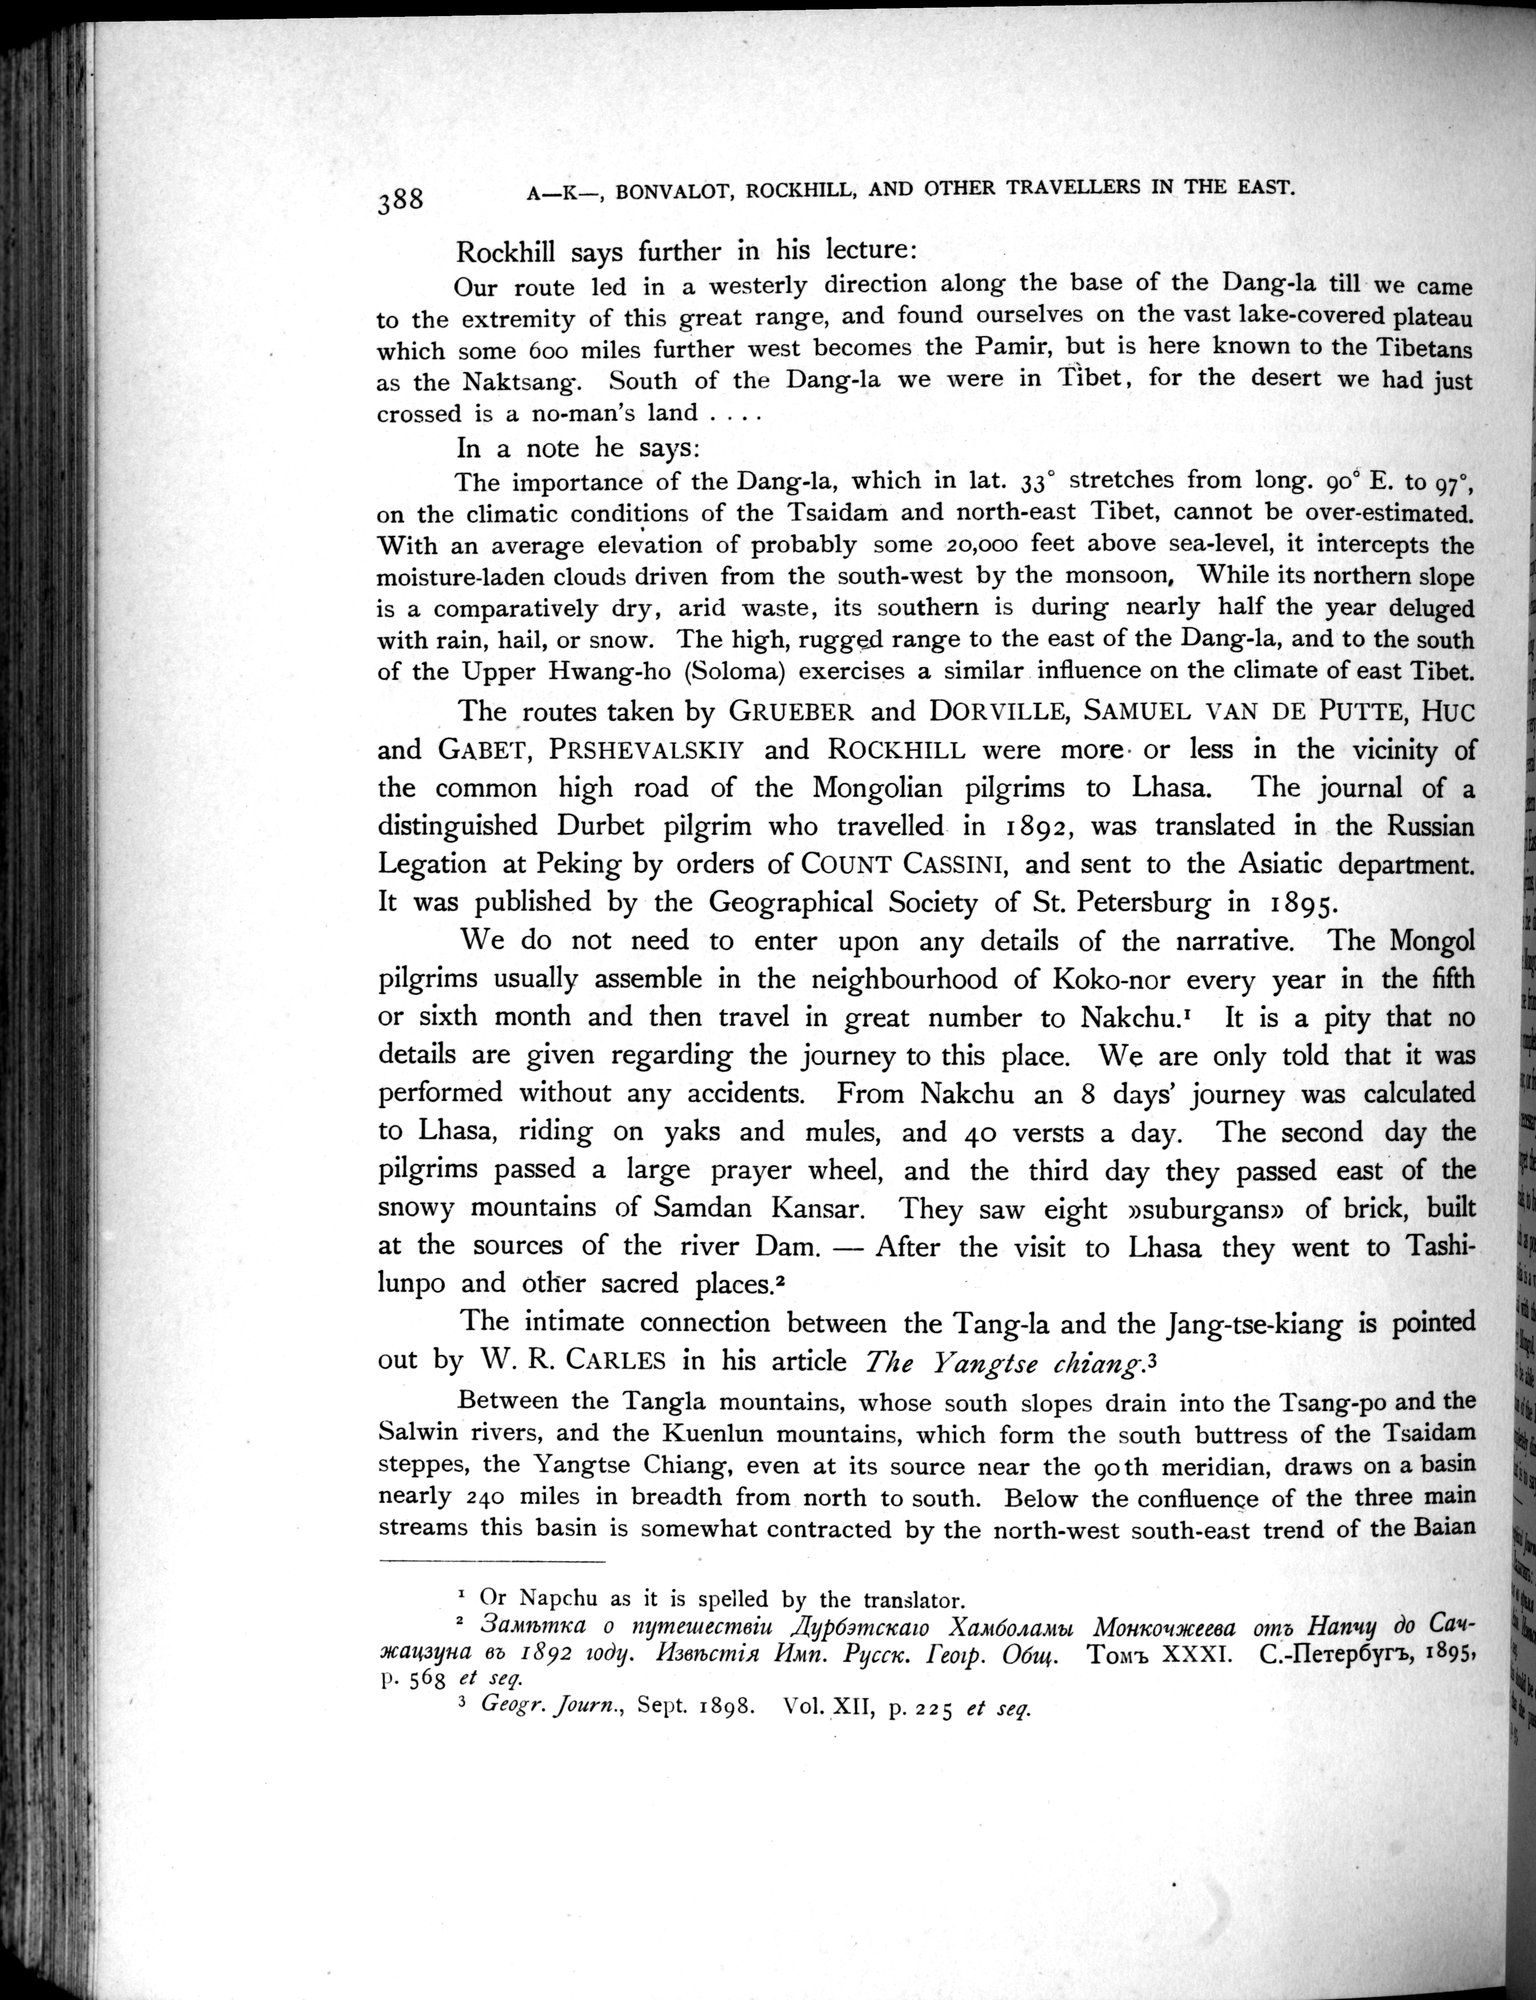 388 A—K—, BONVALOT, ROCKHILL, AND OTHER TRAVELLERS IN THE EAST.
Rockhill says further in his lecture:
Our route led in a westerly direction along the base of the Dang-la till we came
to the extremity of this great range, and found ourselves on the vast lake-covered plateau
which some 600 miles further west becomes the Pamir, but is here known to the Tibetans
as the Naktsang. South of the Dang-la we were in Tibet, for the desert we had just
crossed is a no-man's land . . . .
In a note he says:
The importance of the Dang-la, which in lat. 33° stretches from long. 90° E. to 97°,
on the climatic conditions of the Tsaidam and north-east Tibet, cannot be over-estimated.
With an average elevation of probably some 20,000 feet above sea-level, it intercepts the
moisture-laden clouds driven from the south-west by the monsoon, While its northern slope
is a comparatively dry, arid waste, its southern is during nearly half the year deluged
with rain, hail, or snow. The high, rugged range to the east of the Dang-la, and to the south
of the Upper Hwang-ho (Soloma) exercises a similar influence on the climate of east Tibet.
The routes taken by GRUEBER and DORVILLE, SAMUEL VAN DE PUTTE, HUC
and GABET, PRSHEVALSKIY and ROCKHILL were more or less in the vicinity of
the common high road of the Mongolian pilgrims to Lhasa. The journal of a
distinguished Durbet pilgrim who travelled in 1892, was translated in the Russian
Legation at Peking by orders of COUNT CASSINI, and sent to the Asiatic department.
It was published by the Geographical Society of St. Petersburg in 1895.
We do not need to enter upon any details of the narrative. The Mongol
pilgrims usually assemble in the neighbourhood of Koko-nor every year in the fifth
or sixth month and then travel in great number to Nakchu.¹ It is a pity that no
details are given regarding the journey to this place. We are only told that it was
performed without any accidents. From Nakchu an 8 days' journey was calculated
to Lhasa, riding on yaks and mules, and 40 versts a day. The second day the
pilgrims passed a large prayer wheel, and the third day they passed east of the
snowy mountains of Samdan Kansar. They saw eight »suburgans» of brick, built
at the sources of the river Dam. — After the visit to Lhasa they went to Tashi-
lunpo and other sacred places.²
The intimate connection between the Tang-la and the Jang-tse-kiang is pointed
out by W. R. CARLES in his article The Yangtse chiang.³
Between the Tangla mountains, whose south slopes drain into the Tsang-po and the
Salwin rivers, and the Kuenlun mountains, which form the south buttress of the Tsaidam
steppes, the Yangtse Chiang, even at its source near the 90th meridian, draws on a basin
nearly 240 miles in breadth from north to south. Below the confluence of the three main
streams this basin is somewhat contracted by the north-west south-east trend of the Baian
¹ Or Napchu as it is spelled by the translator.
² Замѣтка о путешествіи Дурбэтскаго Хамболамы Монкочжеева отъ Напчу до Сач-
жацзуна въ 1892 году. Извѣстія Имп. Русск. Геогр. Общ. Томъ XXXI. С.-Петербугъ, 1895,
p. 568 et seq.
³ Geogr. Journ., Sept. 1898. Vol. XII, p. 225 et seq.